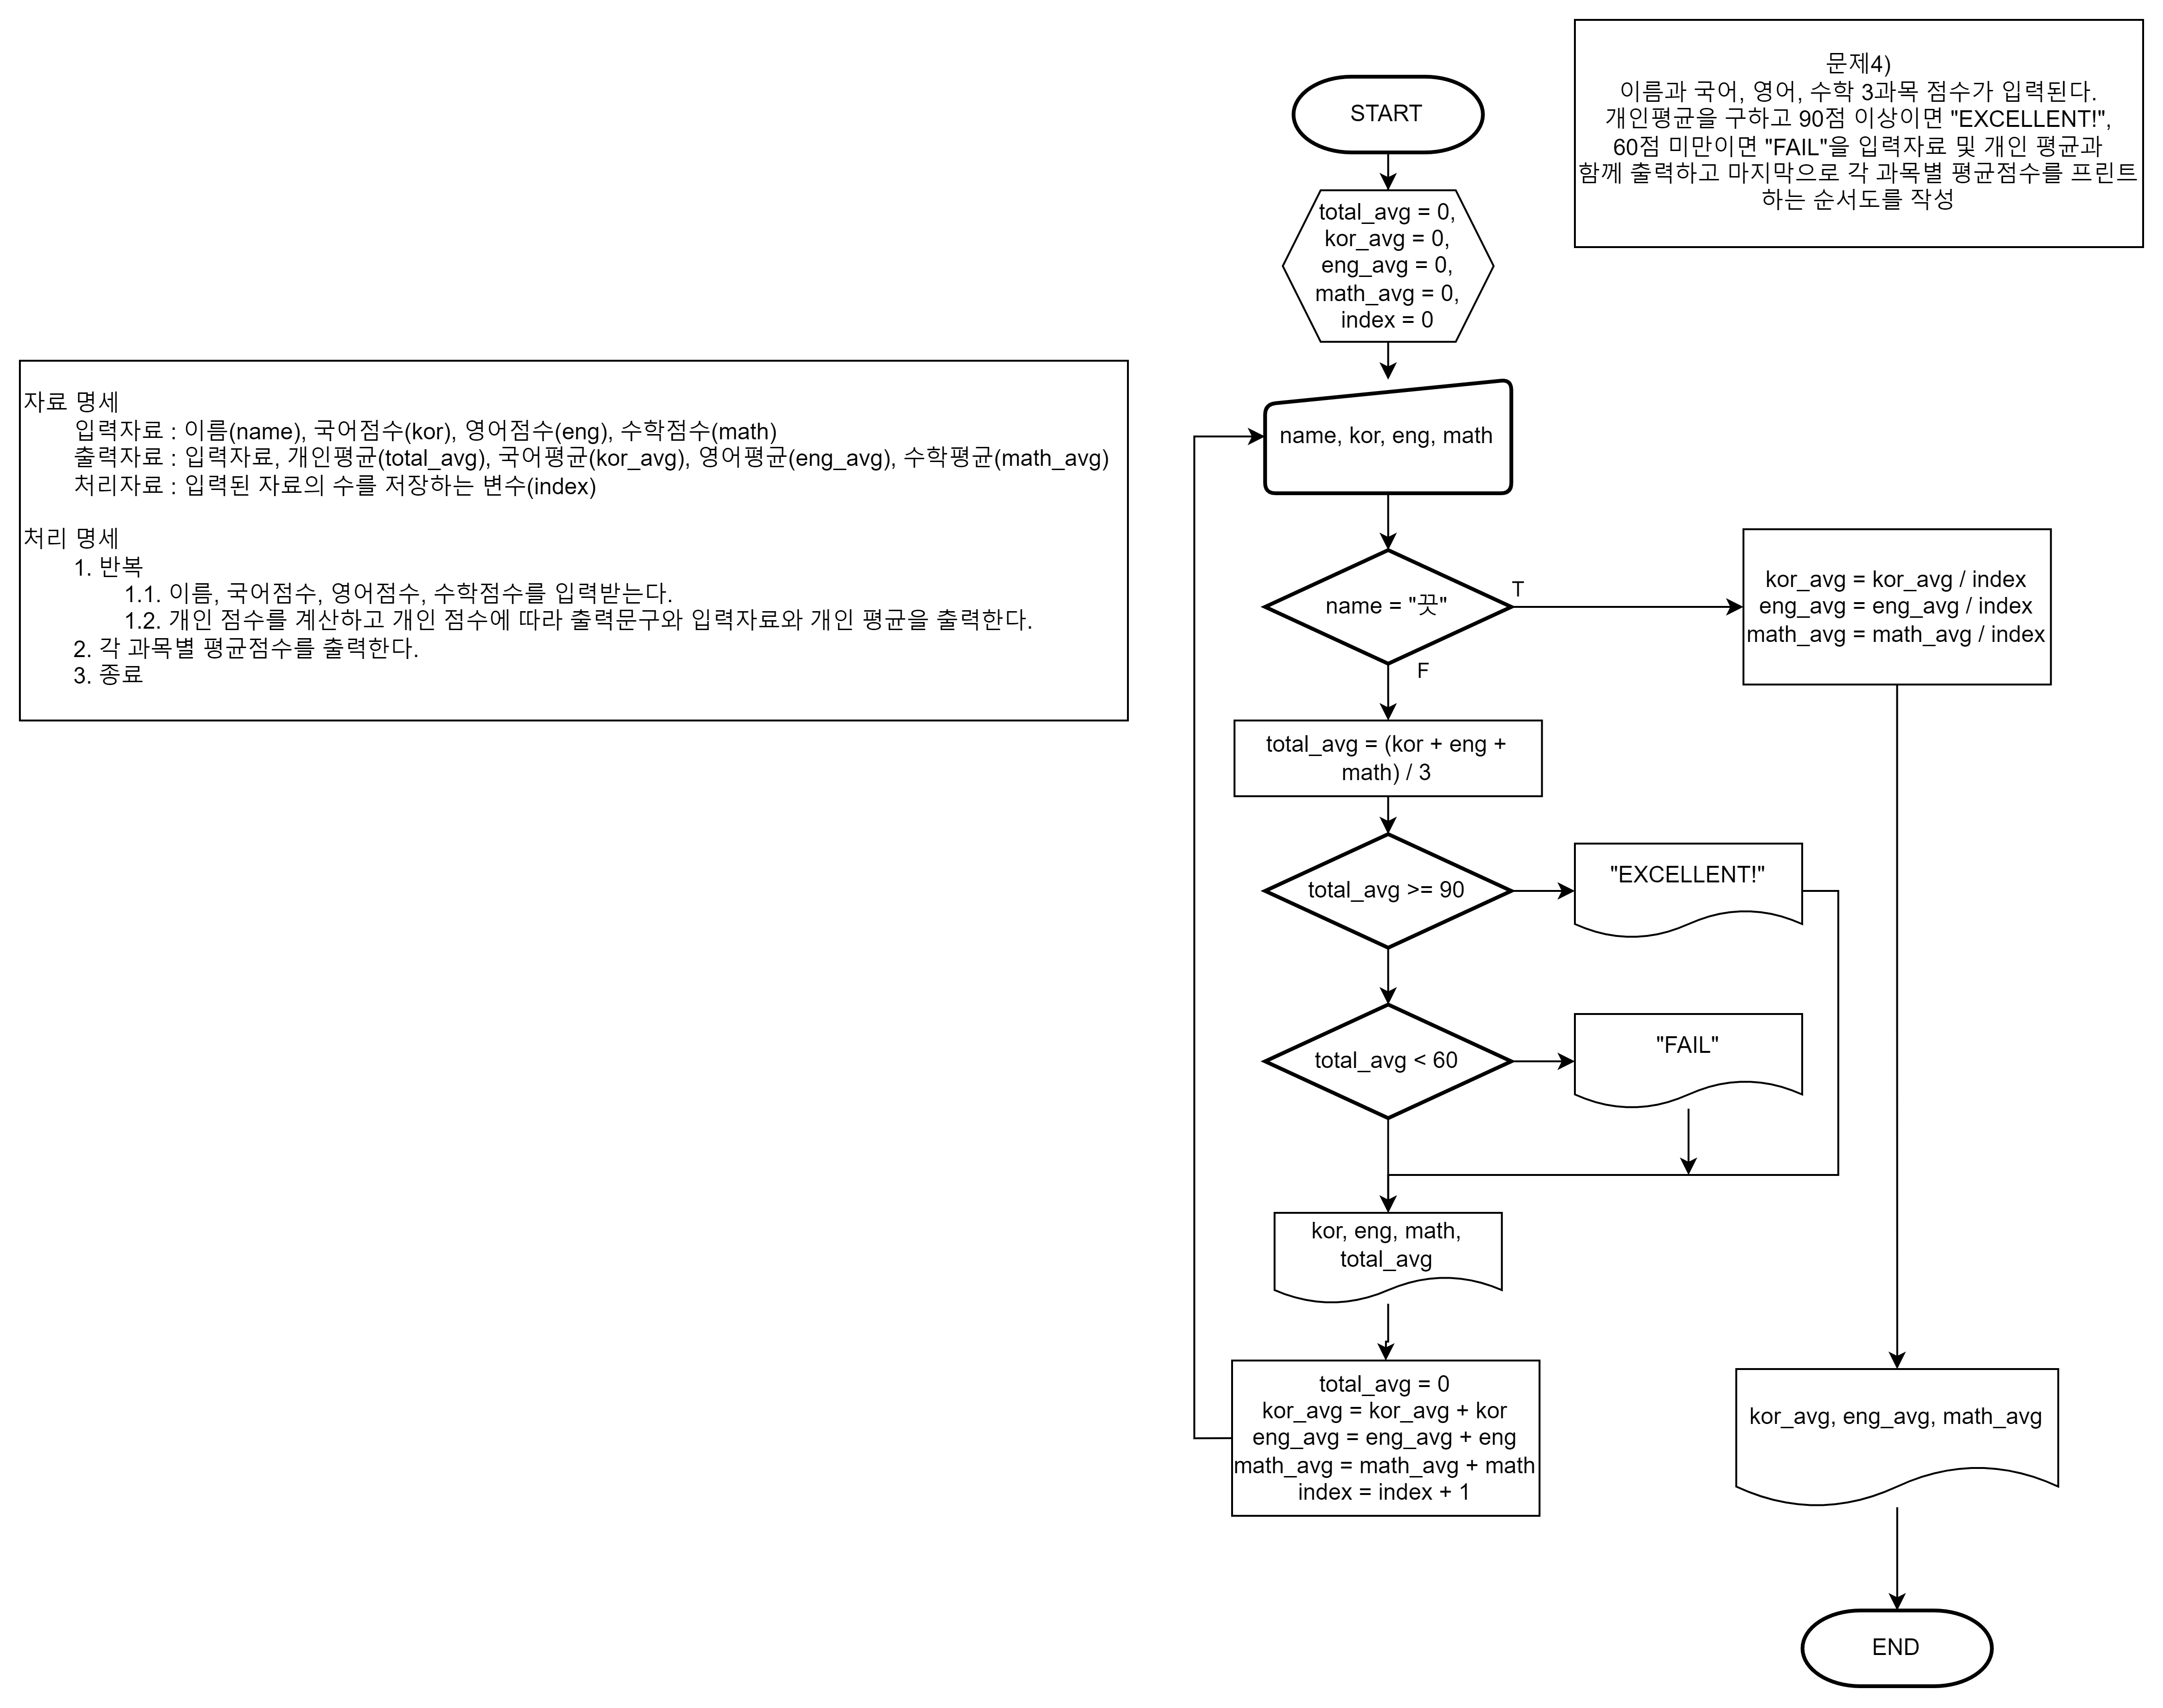 문제4)
이름과 국어, 영어, 수학 3과목 점수가 입력된다.
개인평균을 구하고 90점 이상이면 "EXCELLENT!",
60점 미만이면 "FAIL"을 입력자료 및 개인 평균과
함께 출력하고 마지막으로 각 과목별 평균점수를 프린트
하는 순서도를 작성
자료 명세
입력자료 : 이름(name), 국어점수(kor), 영어점수(eng), 수학점수(math)
출력자료 : 입력자료, 개인평균(total_avg), 국어평균(kor_avg), 영어평균(eng_avg), 수학평균(math_avg)
처리자료 : 입력된 자료의 수를 저장하는 변수(index)
처리 명세
1. 반복
1.1. 이름, 국어점수, 영어점수, 수학점수를 입력받는다.
1.2. 개인 점수를 계산하고 개인 점수에 따라 출력문구와 입력자료와 개인 평균을 출력한다.
2. 각 과목별 평균점수를 출력한다.
3. 종료
START
total_avg = 0,
kor_avg = 0,
eng_avg = 0,
math_avg = 0,
index = 0
name, kor, eng, math
name = "끗"
T
F
kor_avg = kor_avg / index
eng_avg = eng_avg / index
math_avg = math_avg / index
total_avg = (kor + eng +
math) / 3
total_avg >= 90
"EXCELLENT!"
total_avg < 60
"FAIL"
kor, eng, math,
total_avg
total_avg = 0
kor_avg = kor_avg + kor
eng_avg = eng_avg + eng
math_avg = math_avg + math
index = index + 1
kor_avg, eng_avg, math_avg
END